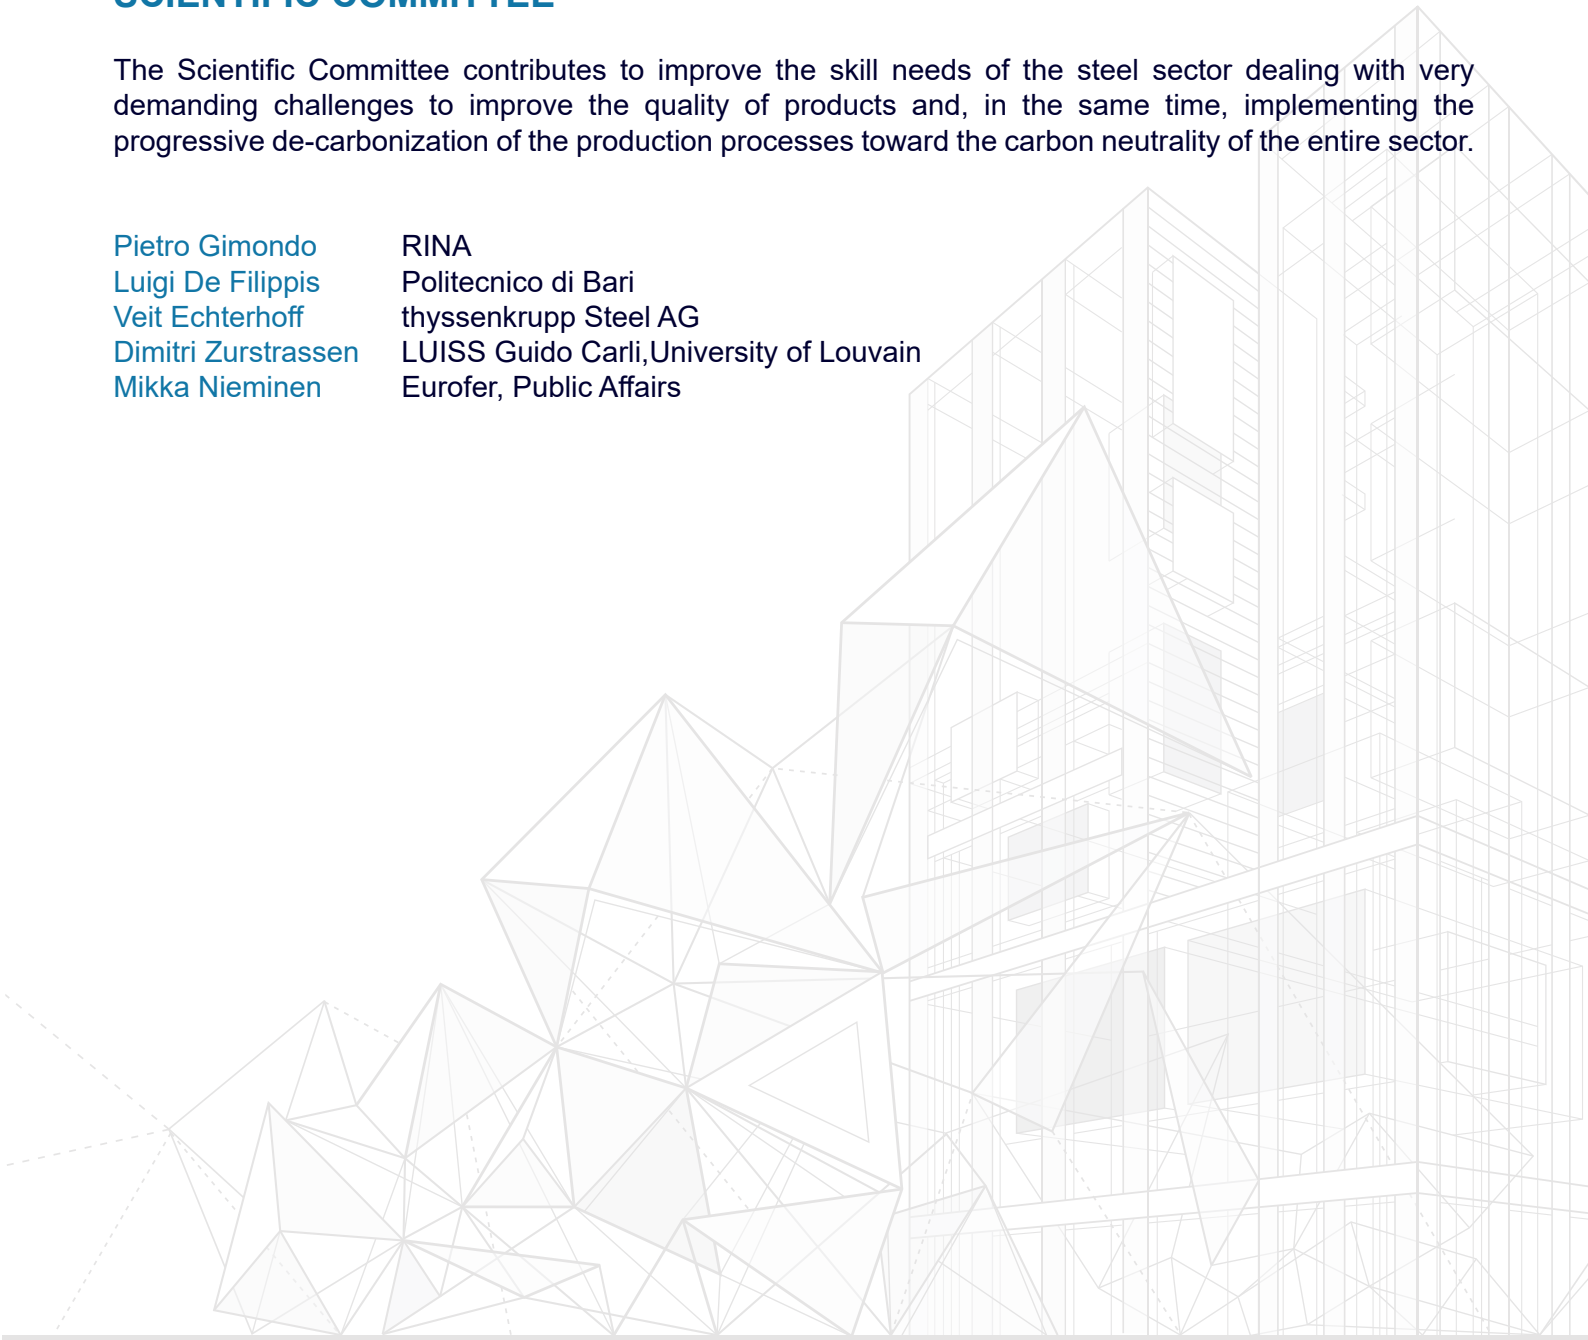 SCIENTIFIC COMMITTEE
The Scientific Committee contributes to improve the skill needs of the steel sector dealing with very
demanding challenges to improve the quality of products and, in the same time, implementing the
progressive de-carbonization of the production processes toward the carbon neutrality of the entire sector.
Pietro Gimondo RINA
Luigi De Filippis Politecnico di Bari
Veit Echterhoff thyssenkrupp Steel AG
Dimitri Zurstrassen LUISS Guido Carli,University of Louvain
Mikka Nieminen Eurofer, Public Affairs